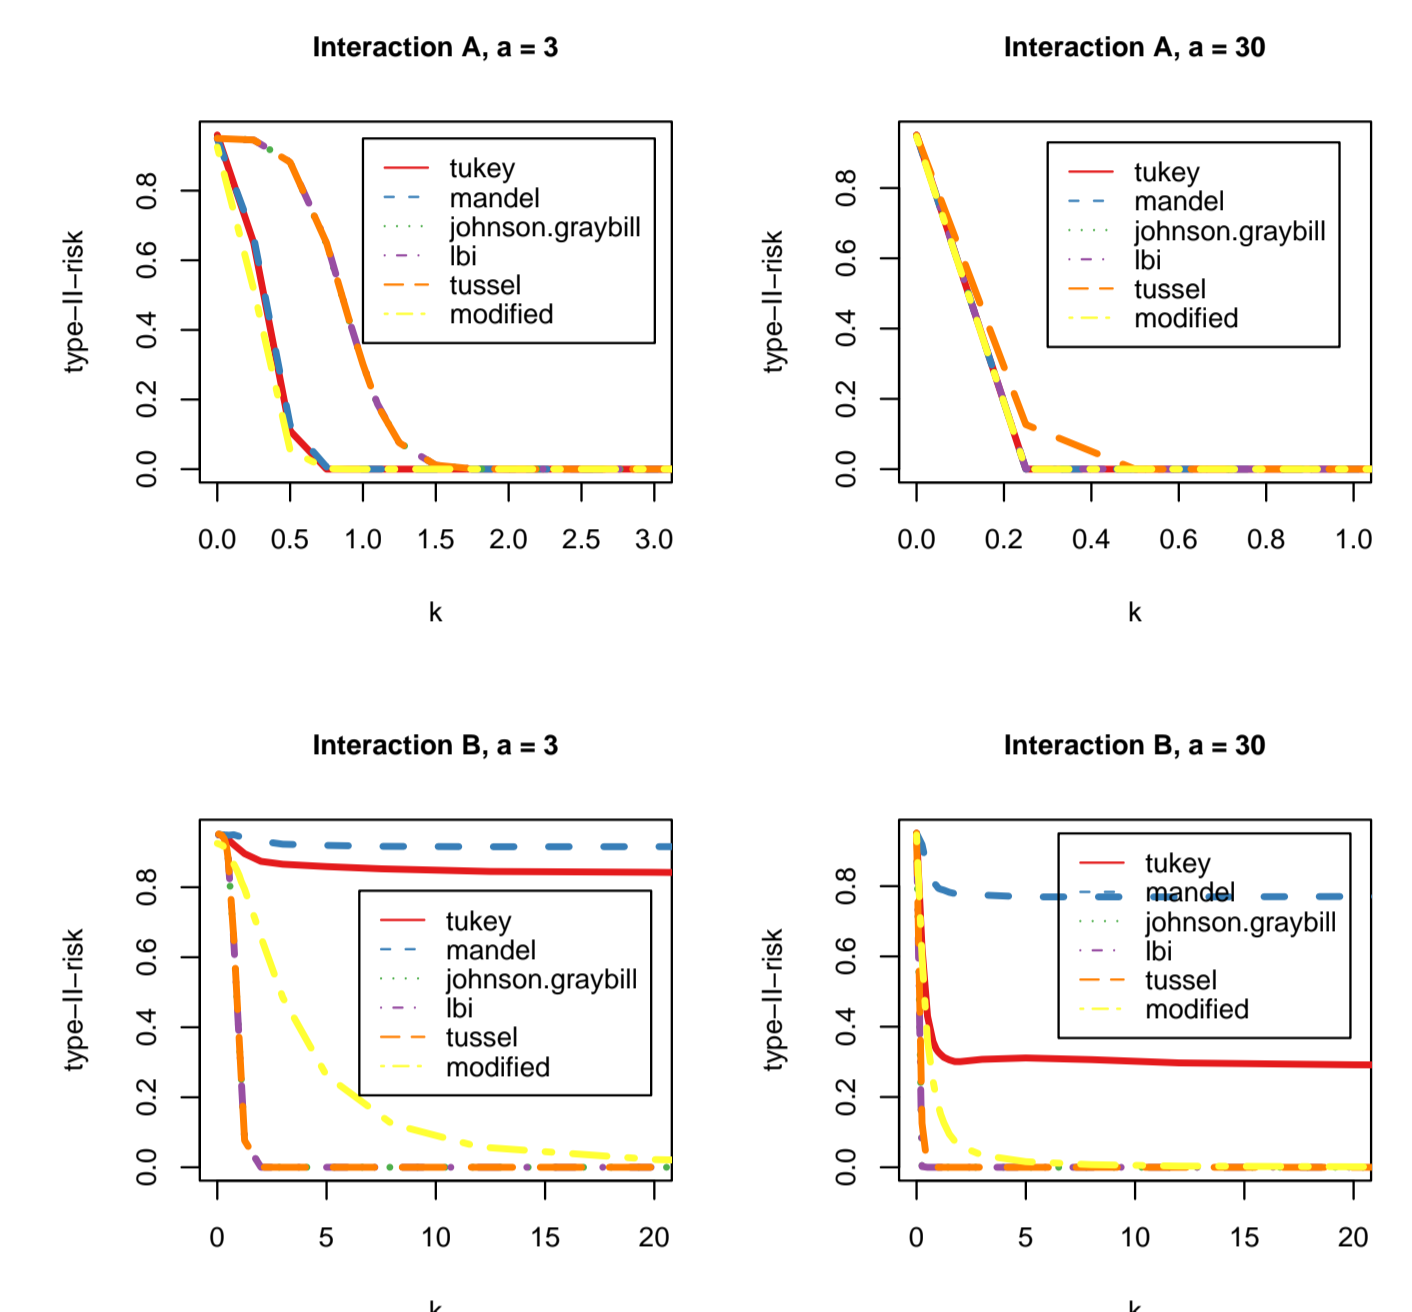 Interaction A, a = 3
type−II−risk
0.0 0.2 0.4 0.6 0.8
tukey
mandel
johnson.graybill
lbi
tussel
modified
0.0 0.5 1.0 1.5 2.0 2.5 3.0
k
Interaction A, a = 30
type−II−risk
0.0 0.2 0.4 0.6 0.8
tukey
mandel
johnson.graybill
lbi
tussel
modified
0.0 0.2 0.4 0.6 0.8 1.0
k
Interaction B, a = 3
type−II−risk
0.0 0.2 0.4 0.6 0.8
tukey
mandel
johnson.graybill
lbi
tussel
modified
0 5 10 15 20
k
Interaction B, a = 30
type−II−risk
0.0 0.2 0.4 0.6 0.8
tukey
mandel
johnson.graybill
lbi
tussel
modified
0 5 10 15 20
k